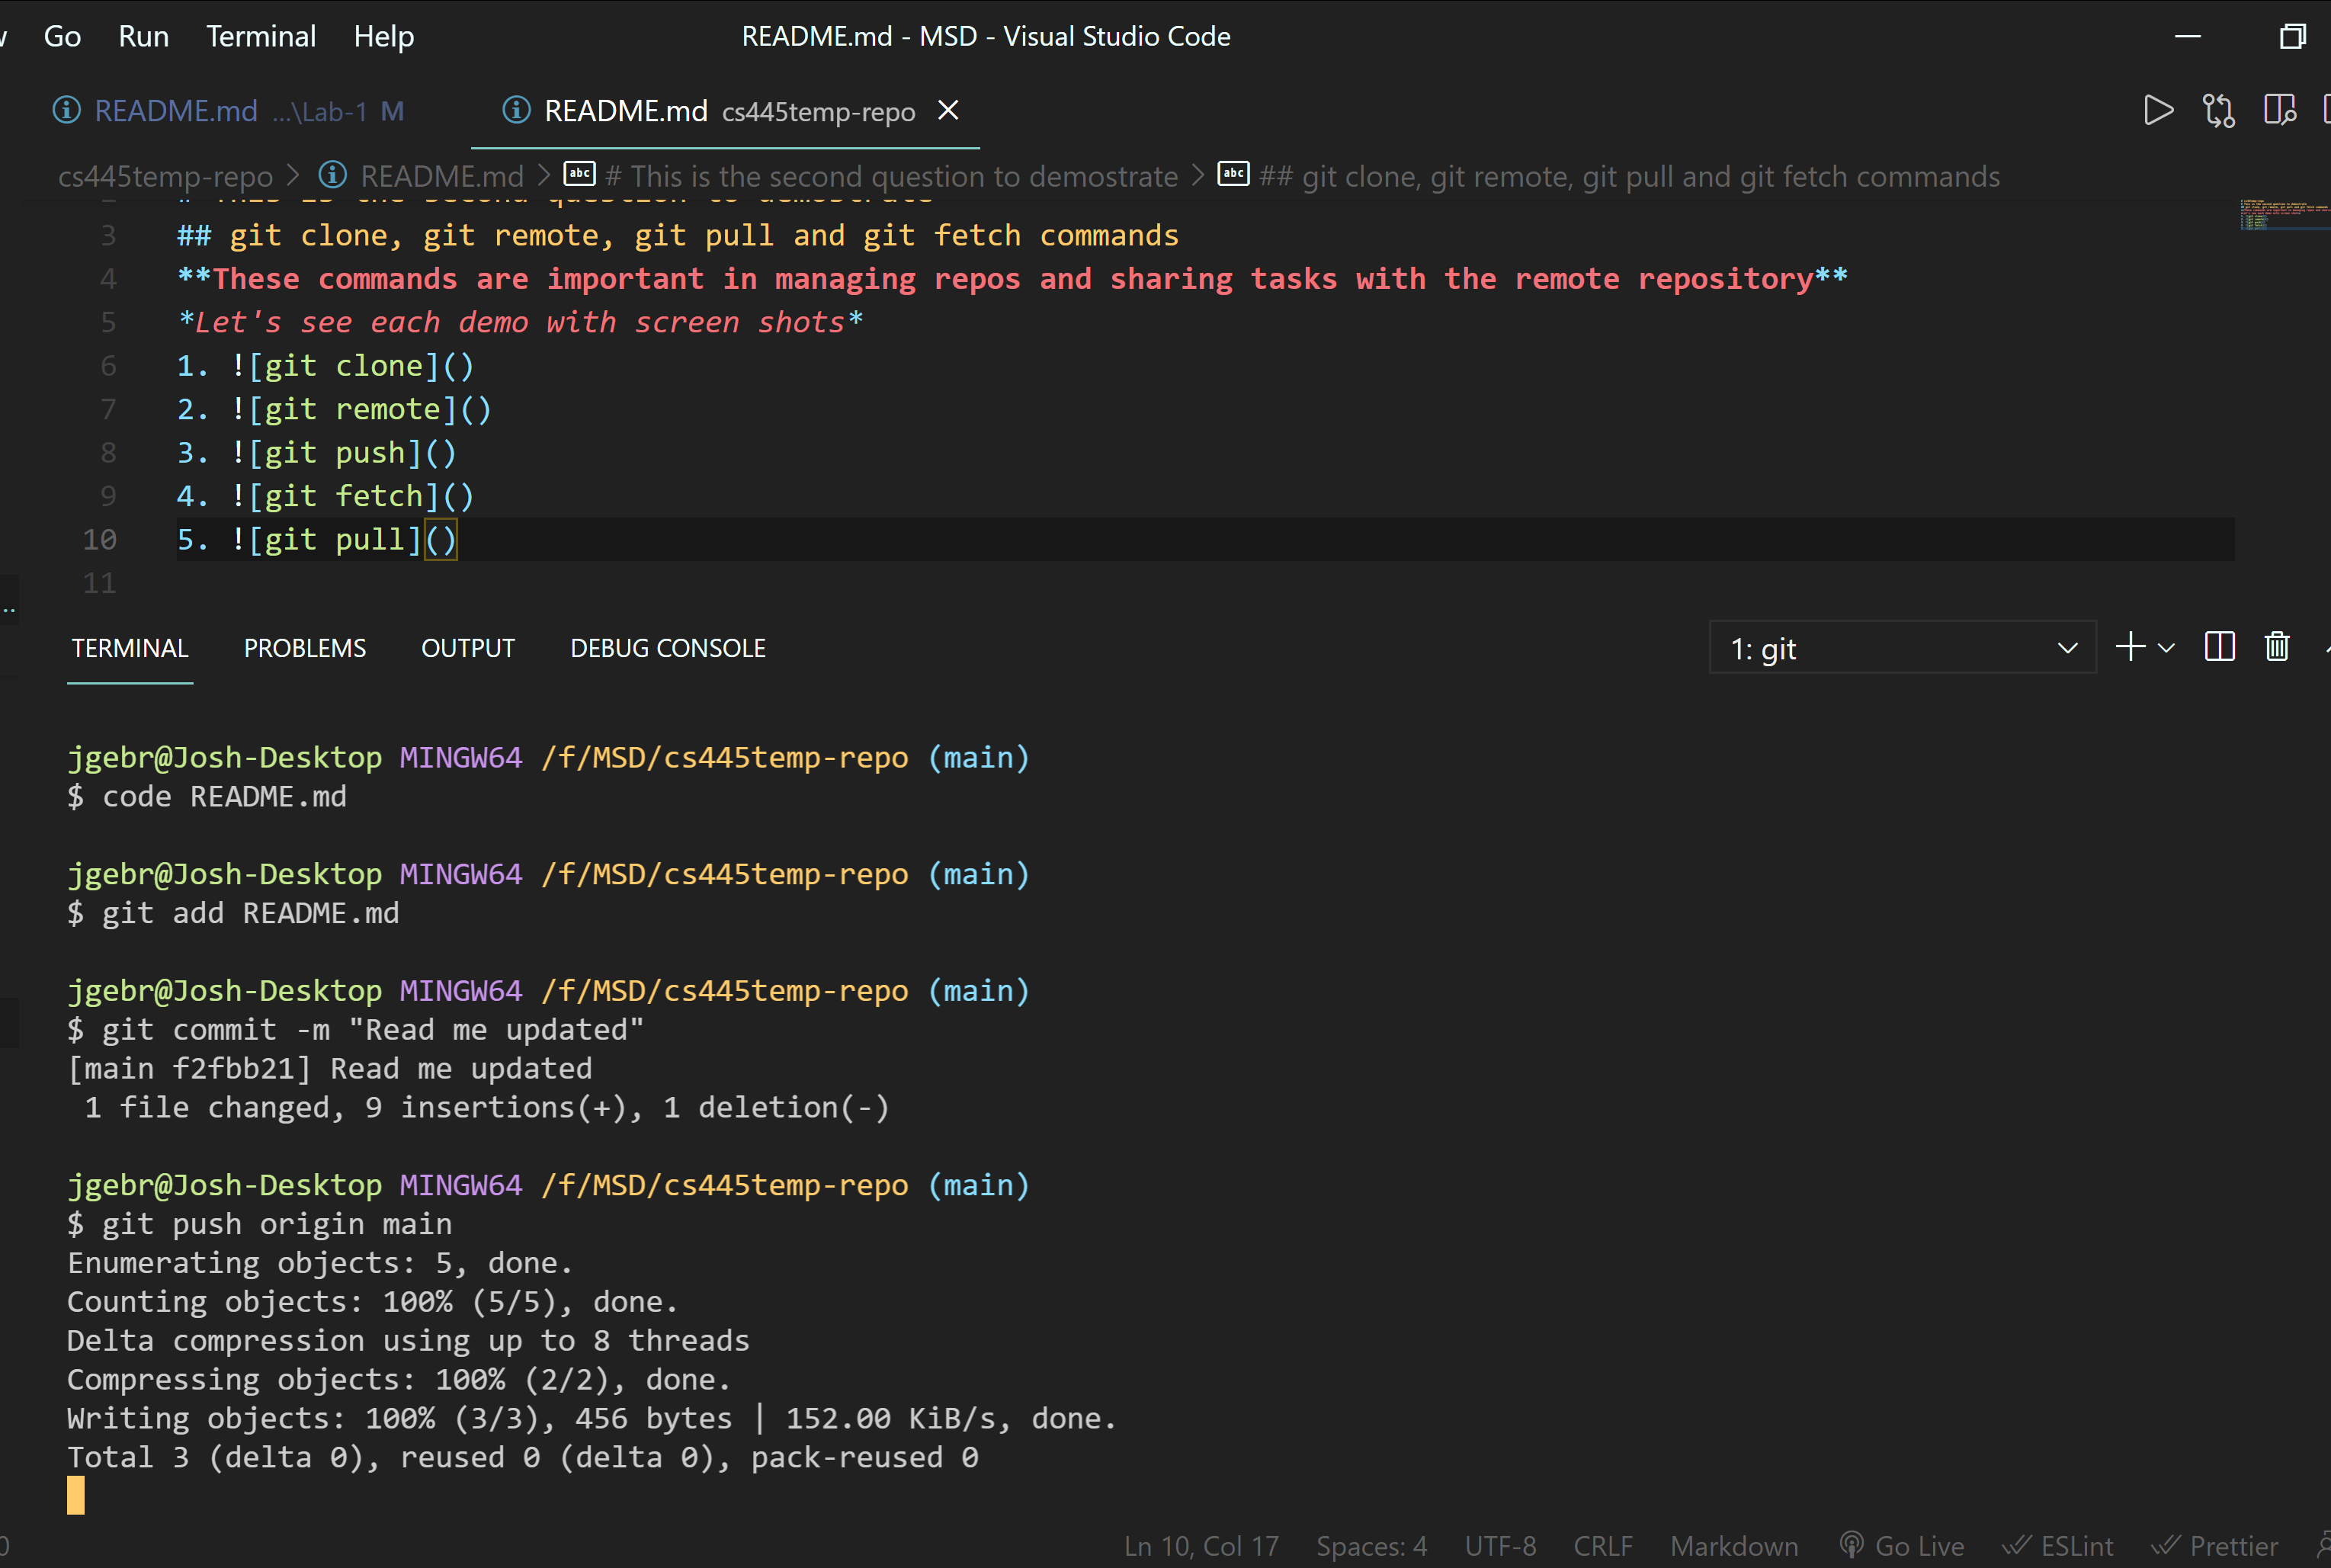 Go Run Terminal Help README.md - MSD - Visual Studio Code
README.md ...\Lab-1 M README.md cs445temp-repo
cs445temp-repo > README.md > # This is the second question to demostrate > ## git clone, git remote, git pull and git fetch commands
2 # This is the second question to demostrate
3 ## git clone, git remote, git pull and git fetch commands
4 **These commands are important in managing repos and sharing tasks with the remote repository**
5 *Let's see each demo with screen shots*
6 1. ![git clone]()
7 2. ![git remote]()
8 3. ![git push]()
9 4. ![git fetch]()
10 5. ![git pull]()
11
TERMINAL PROBLEMS OUTPUT DEBUG CONSOLE 1: git
jgebr@Josh-Desktop MINGW64 /f/MSD/cs445temp-repo (main)
$ code README.md
jgebr@Josh-Desktop MINGW64 /f/MSD/cs445temp-repo (main)
$ git add README.md
jgebr@Josh-Desktop MINGW64 /f/MSD/cs445temp-repo (main)
$ git commit -m "Read me updated"
[main f2fbb21] Read me updated
1 file changed, 9 insertions(+), 1 deletion(-)
jgebr@Josh-Desktop MINGW64 /f/MSD/cs445temp-repo (main)
$ git push origin main
Enumerating objects: 5, done.
Counting objects: 100% (5/5), done.
Delta compression using up to 8 threads
Compressing objects: 100% (2/2), done.
Writing objects: 100% (3/3), 456 bytes | 152.00 KiB/s, done.
Total 3 (delta 0), reused 0 (delta 0), pack-reused 0
Ln 10, Col 17 Spaces: 4 UTF-8 CRLF Markdown Go Live ESLint Prettier